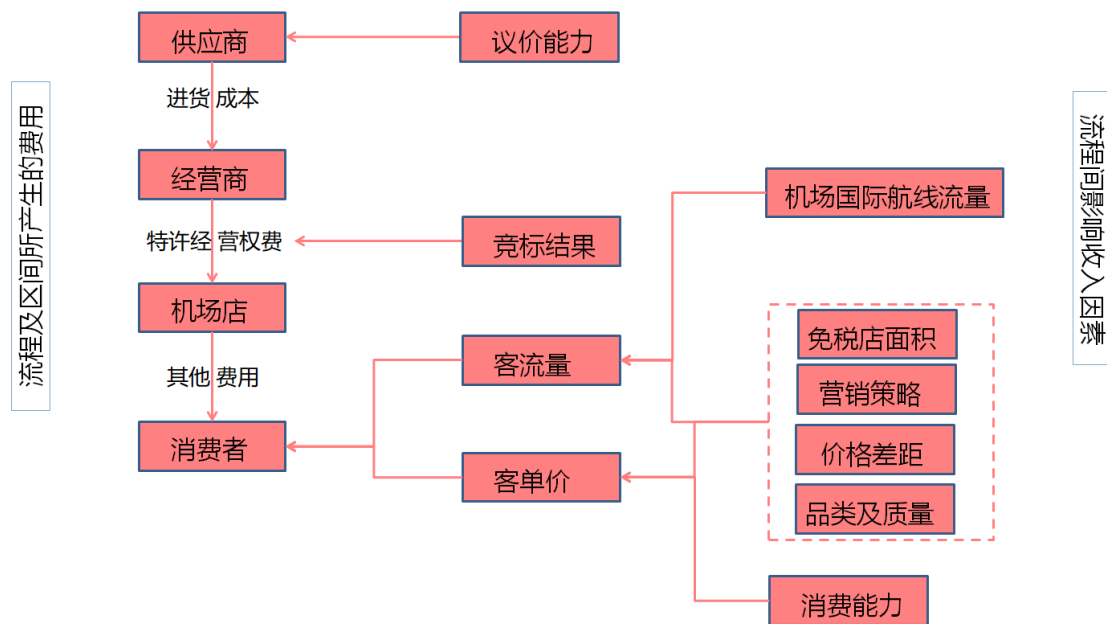 供应商
议价能力
进货成本
经营商
机场国际航线流量
特许经营权费
竞标结果
机场店
免税店面积
客流量
其他费用
营销策略
消费者
价格差距
客单价
品类及质量
消费能力
流程及区间所产生的费用
流程间影响收入因素